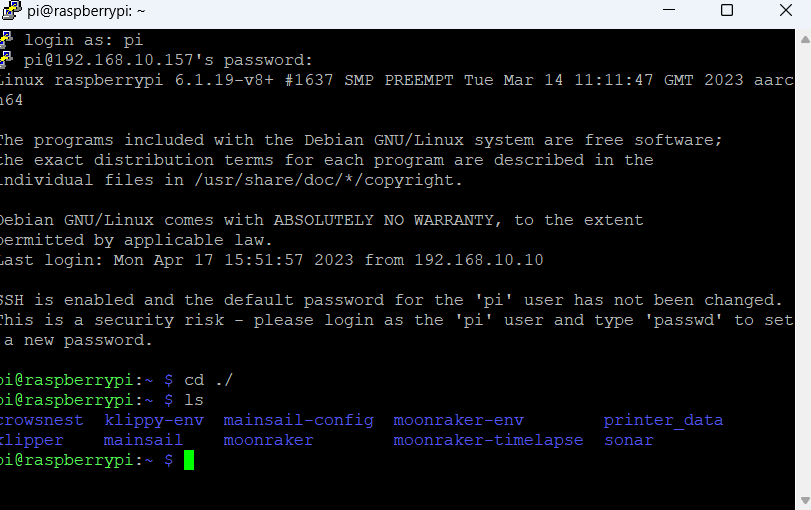 pi@raspberrypi: ~
login as: pi
pi@192.168.10.157's password:
Linux raspberrypi 6.1.19-v8+ #1637 SMP PREEMPT Tue Mar 14 11:11:47 GMT 2023 aarc
h64
The programs included with the Debian GNU/Linux system are free software;
the exact distribution terms for each program are described in the
individual files in /usr/share/doc/*/copyright.
Debian GNU/Linux comes with ABSOLUTELY NO WARRANTY, to the extent
permitted by applicable law.
Last login: Mon Apr 17 15:51:57 2023 from 192.168.10.10
SSH is enabled and the default password for the 'pi' user has not been changed.
This is a security risk - please login as the 'pi' user and type 'passwd' to set
a new password.
pi@raspberrypi:~ $ cd ./
pi@raspberrypi:~ $ ls
crowsnest klippy-env mainsail-config moonraker-env printer_data
klipper mainsail moonraker moonraker-timelapse sonar
pi@raspberrypi:~ $